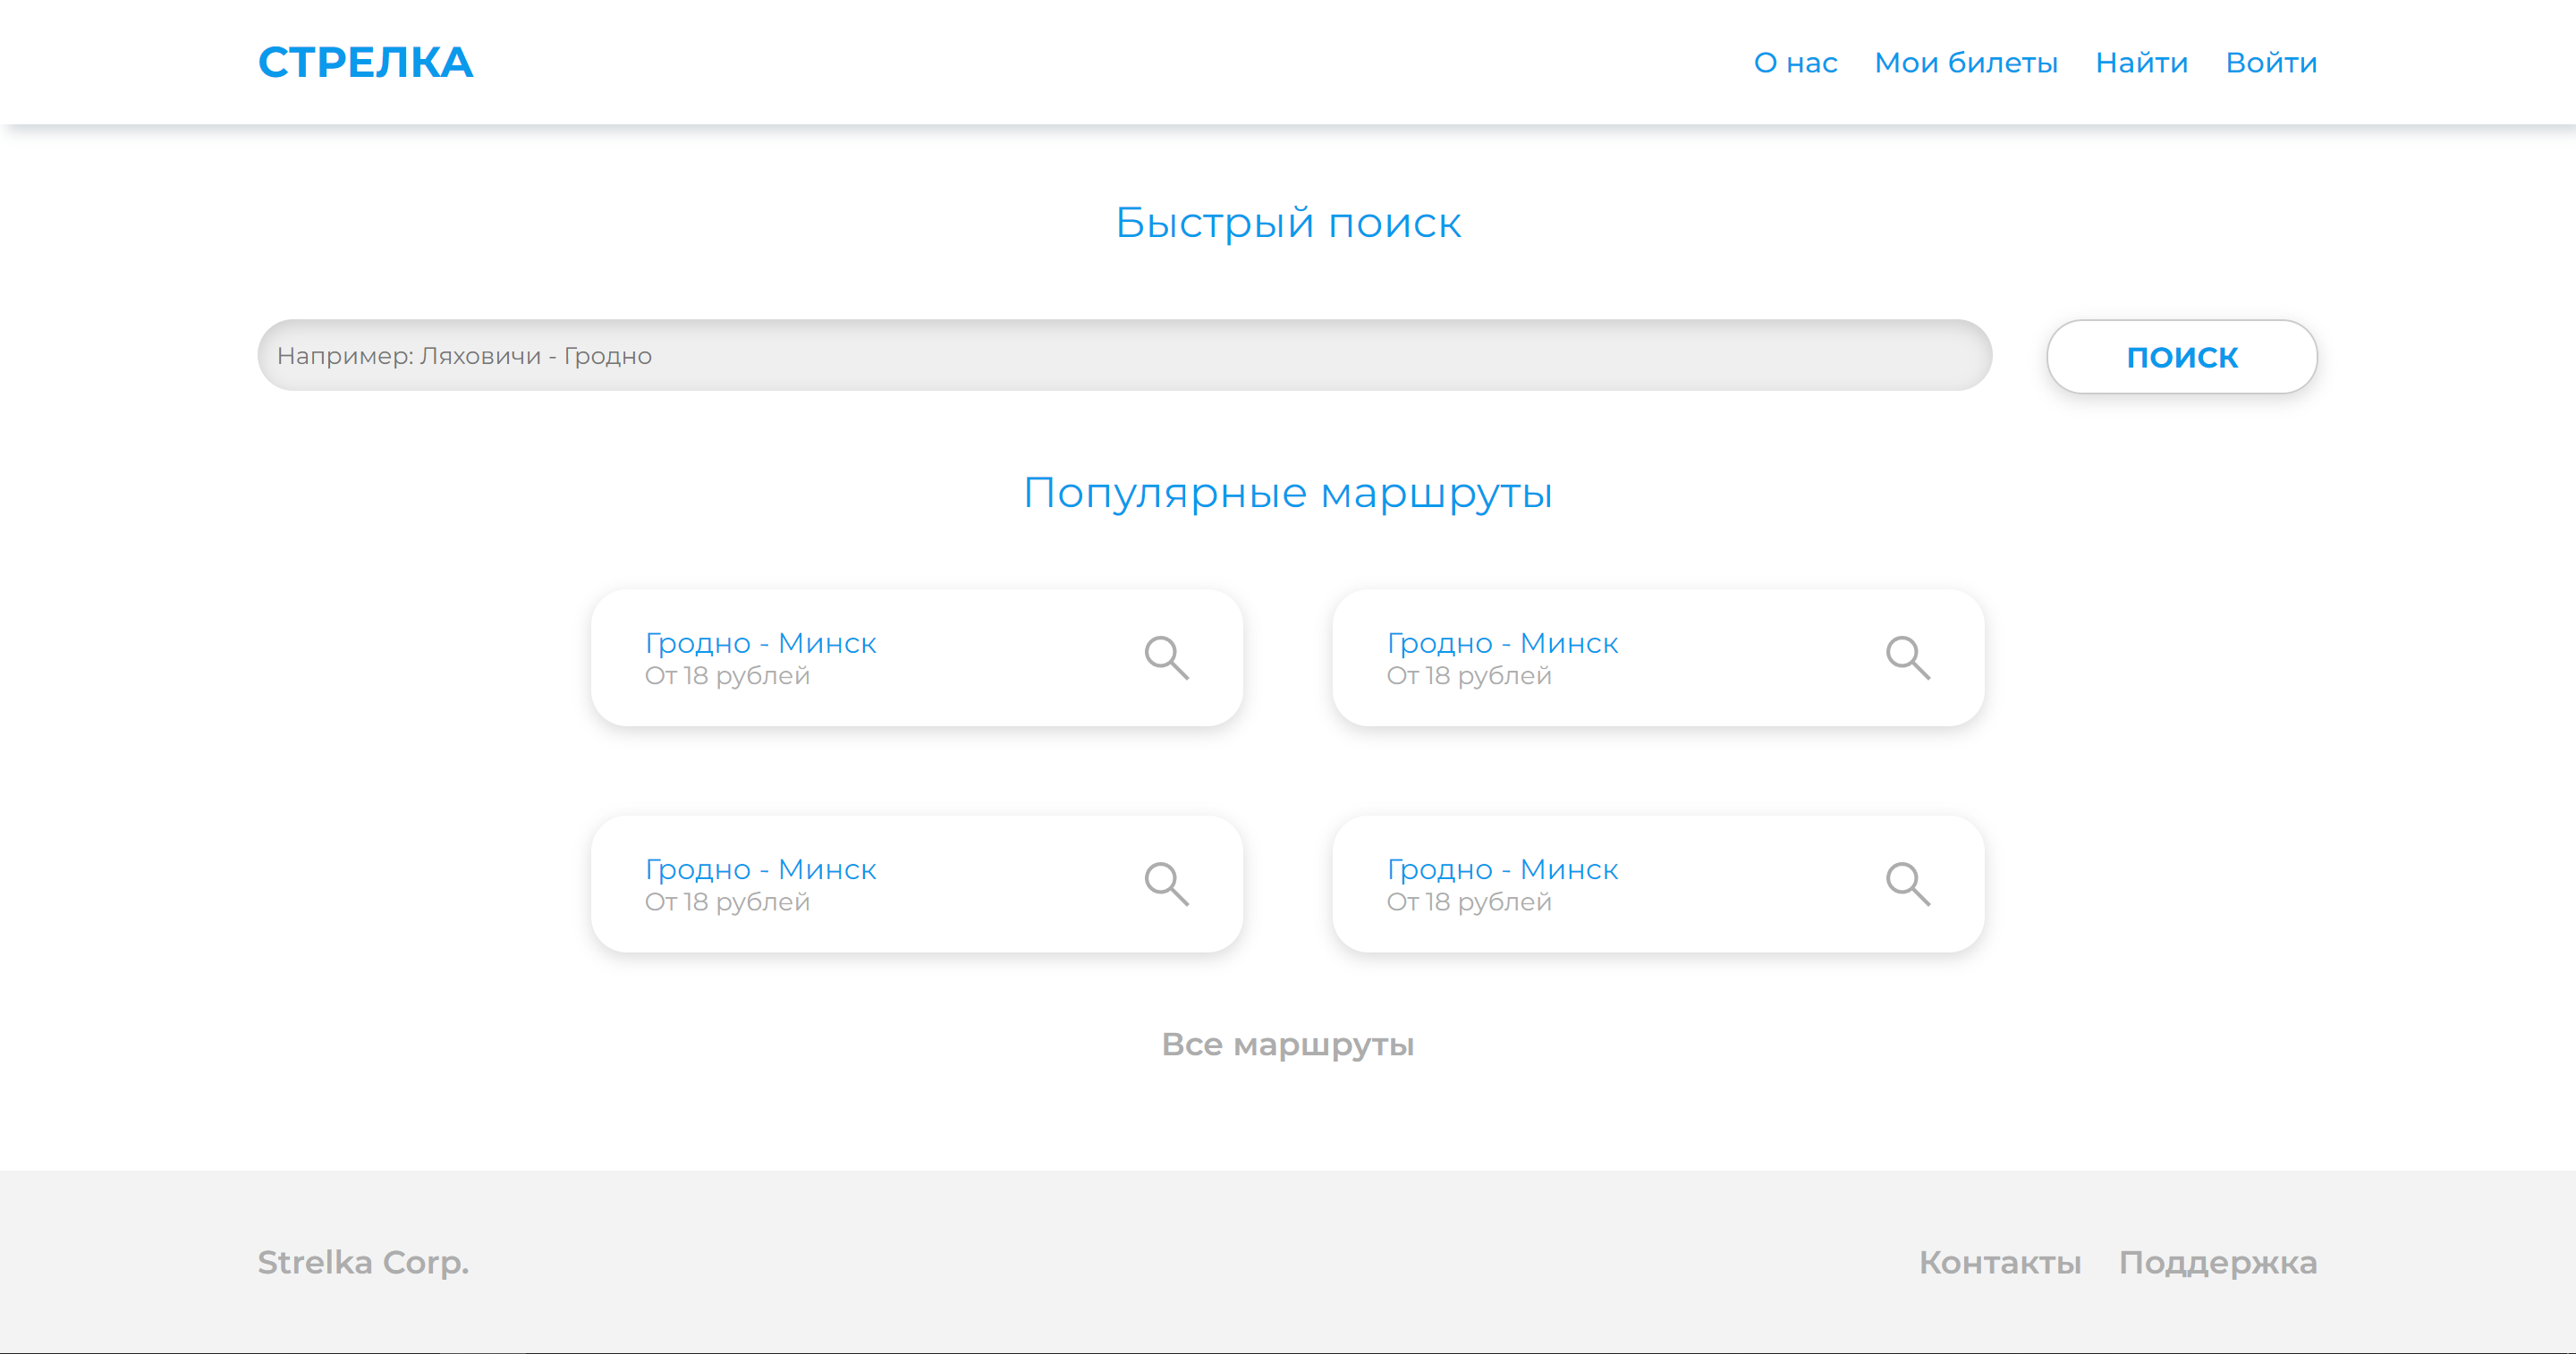 СТРЕЛКА
О нас Мои билеты Найти Войти
Быстрый поиск
Например: Ляховичи - Гродно
ПОИСК
Популярные маршруты
Гродно - Минск
От 18 рублей
Гродно - Минск
От 18 рублей
Гродно - Минск
От 18 рублей
Гродно - Минск
От 18 рублей
Все маршруты
Strelka Corp.
Контакты Поддержка